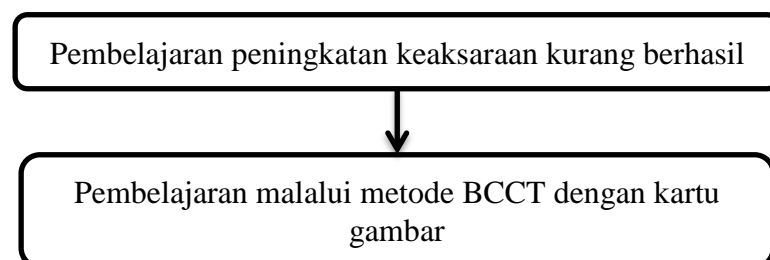 Pembelajaran peningkatan keaksaraan kurang berhasil
Pembelajaran malalui metode BCCT dengan kartu
gambar